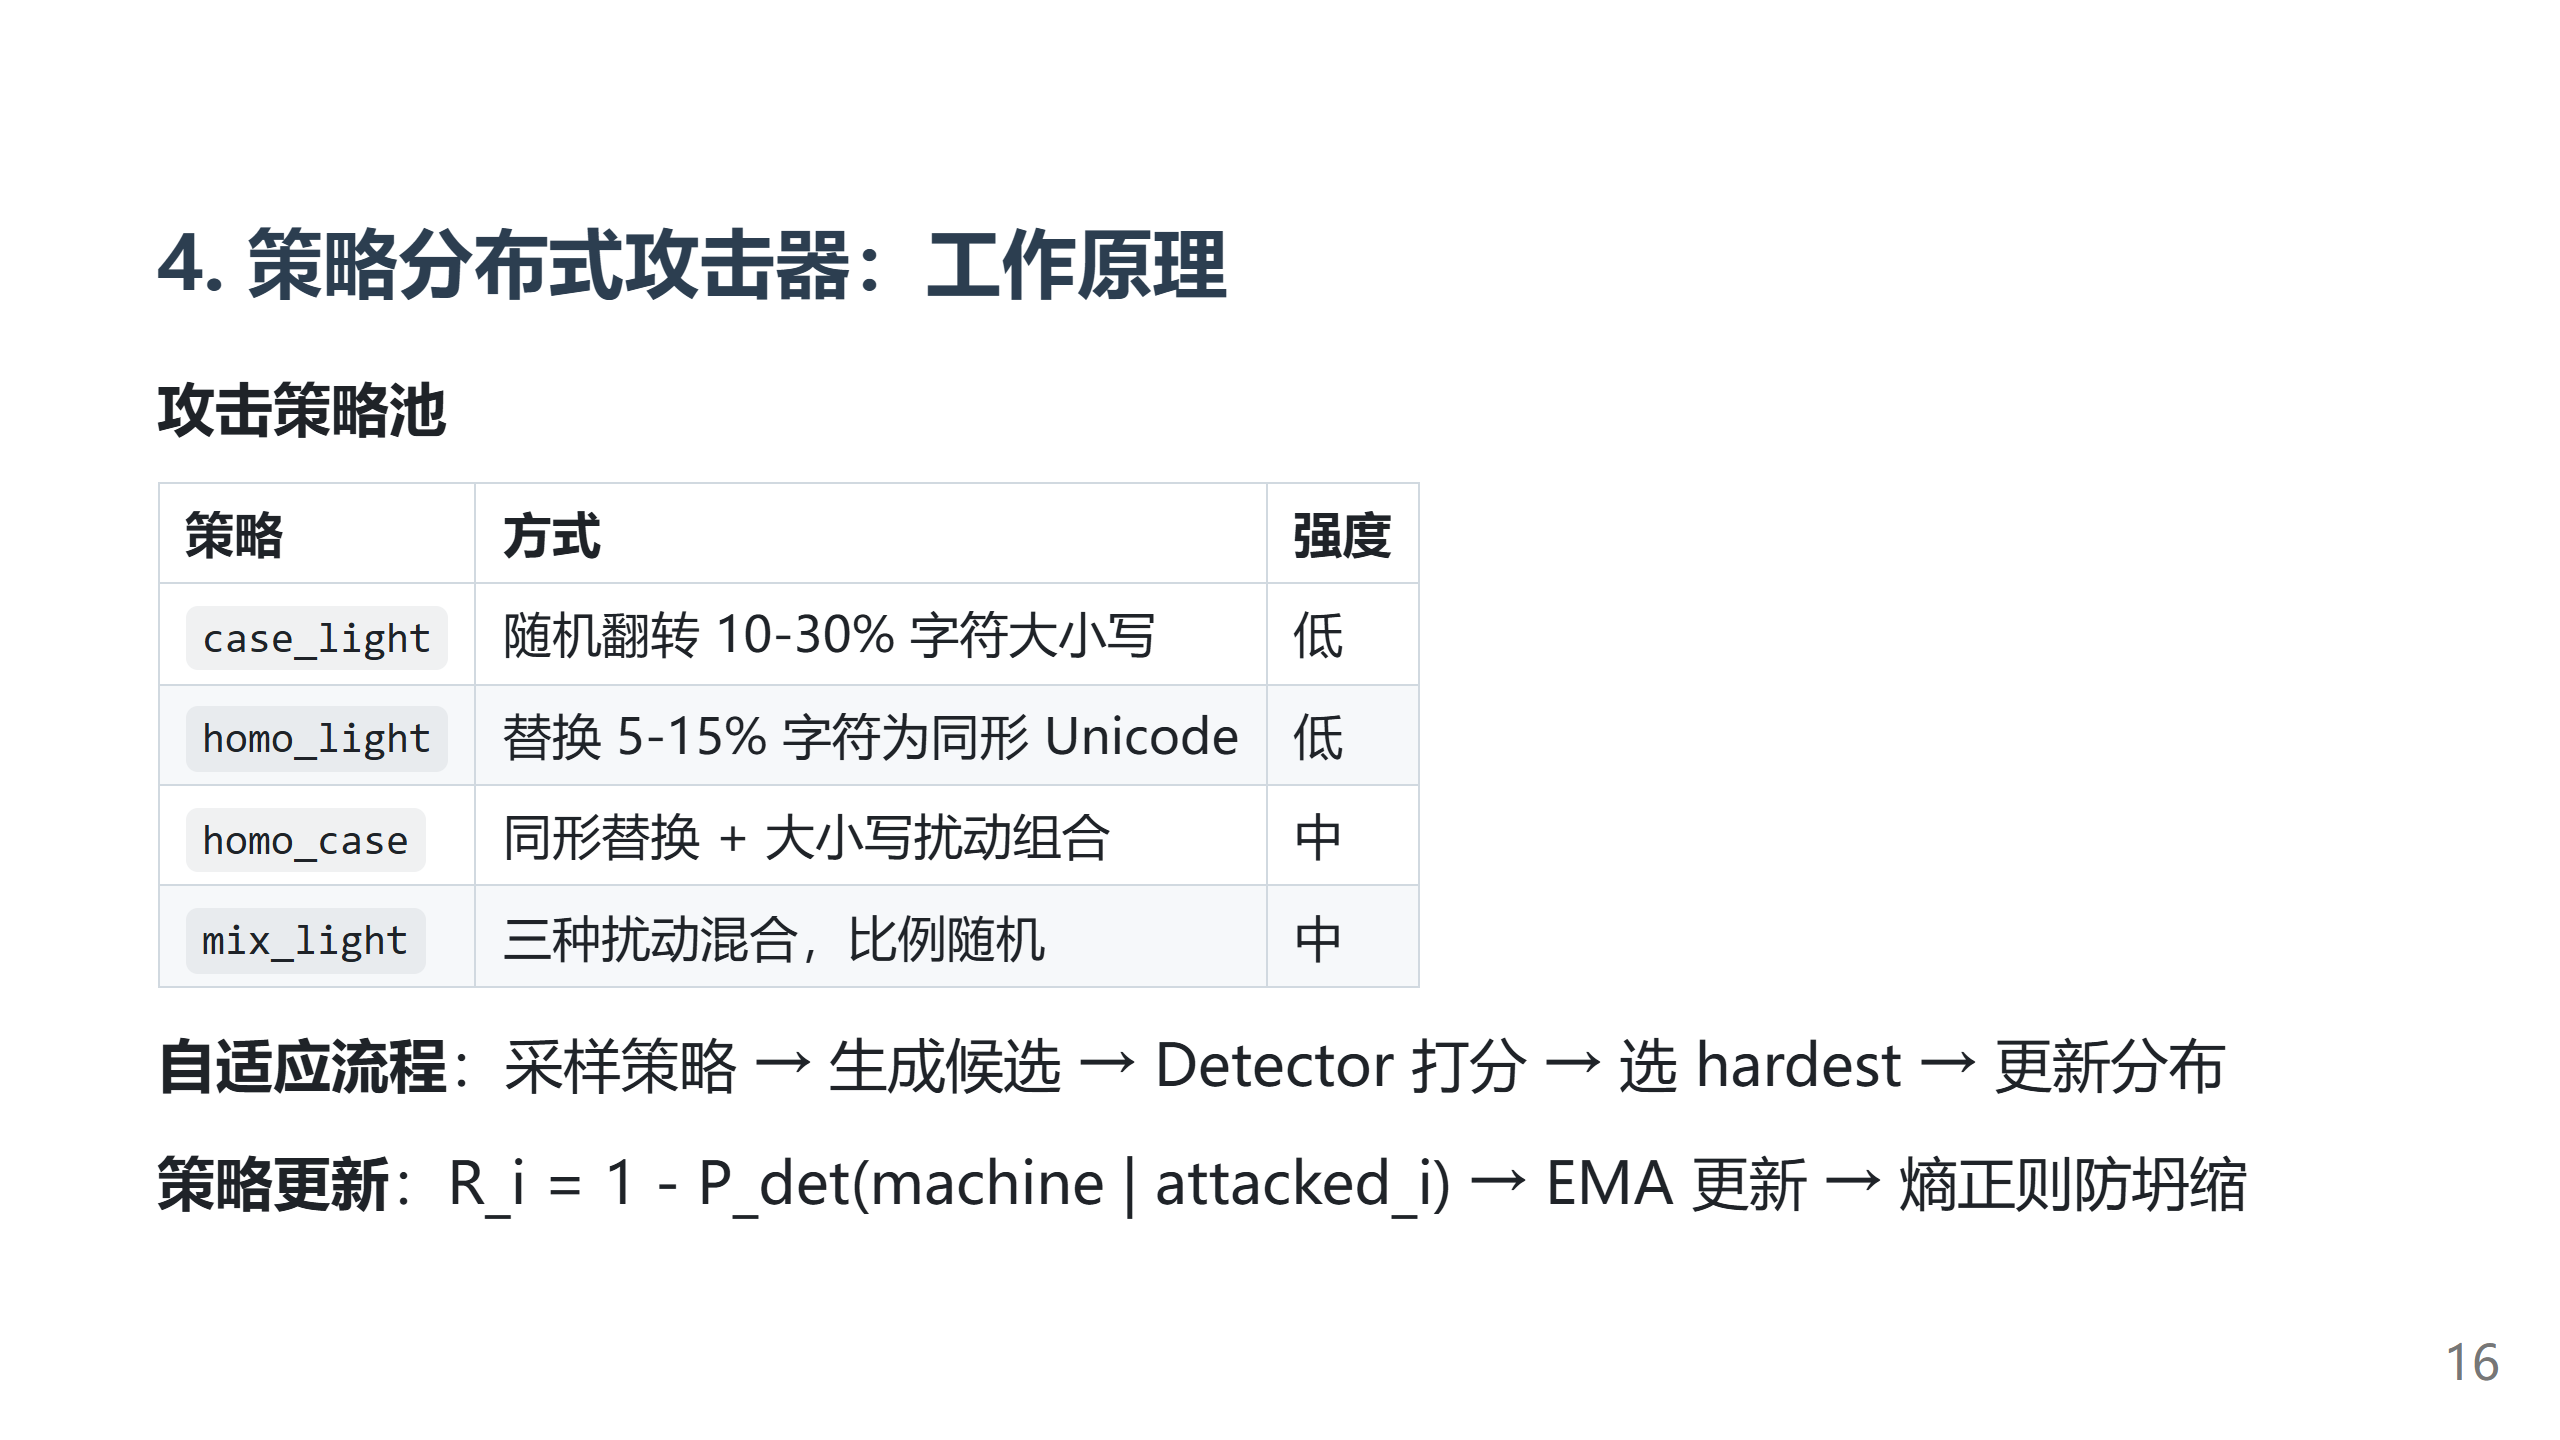 4. 策略分布式攻击器：工作原理
攻击策略池
策略 方式 强度
case_light 随机翻转 10-30% 字符大小写 低
homo_light 替换 5-15% 字符为同形 Unicode 低
homo_case 同形替换 + 大小写扰动组合 中
mix_light 三种扰动混合，比例随机 中
自适应流程：采样策略 → 生成候选 → Detector 打分 → 选 hardest → 更新分布
策略更新：R_i = 1 - P_det(machine | attacked_i) → EMA 更新 → 熵正则防坍缩
16